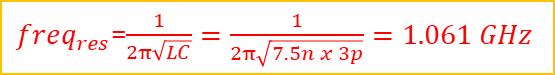 freq_res=1/(2π√LC) = 1/(2π√(7.5n x 3p)) = 1.061 GHz